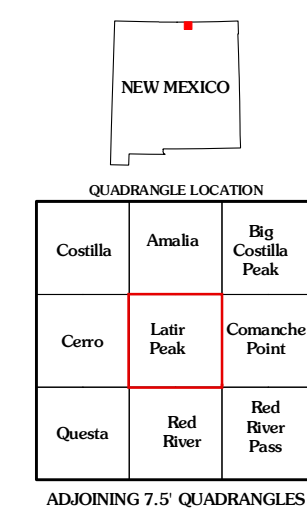 NEW MEXICO
QUADRANGLE LOCATION
Costilla
Amalia
Big
Costilla
Peak
Cerro
Latir
Peak
Comanche
Point
Questa
Red
River
Red
River
Pass
ADJOINING 7.5' QUADRANGLES